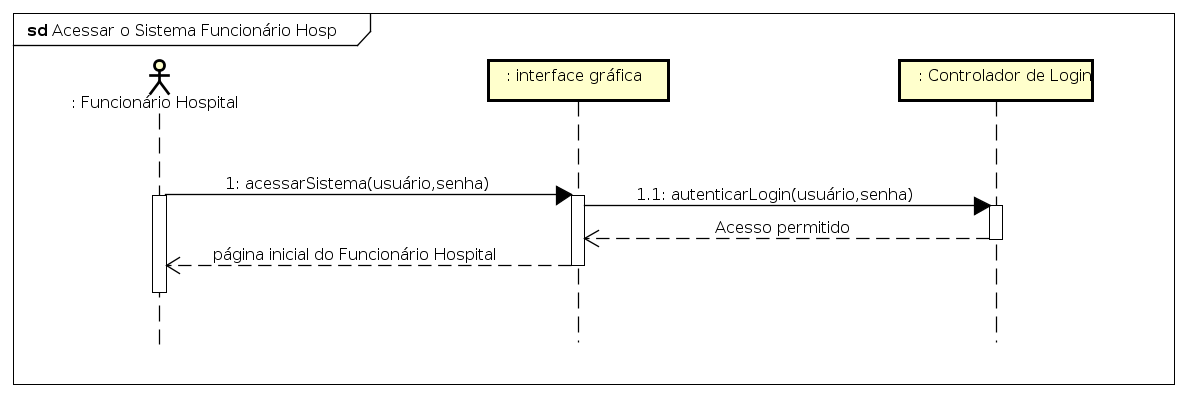 sd Acessar o Sistema Funcionário Hosp
: Funcionário Hospital
: interface gráfica
: Controlador de Login
1: acessarSistema(usuário,senha)
1.1: autenticarLogin(usuário,senha)
Acesso permitido
página inicial do Funcionário Hospital